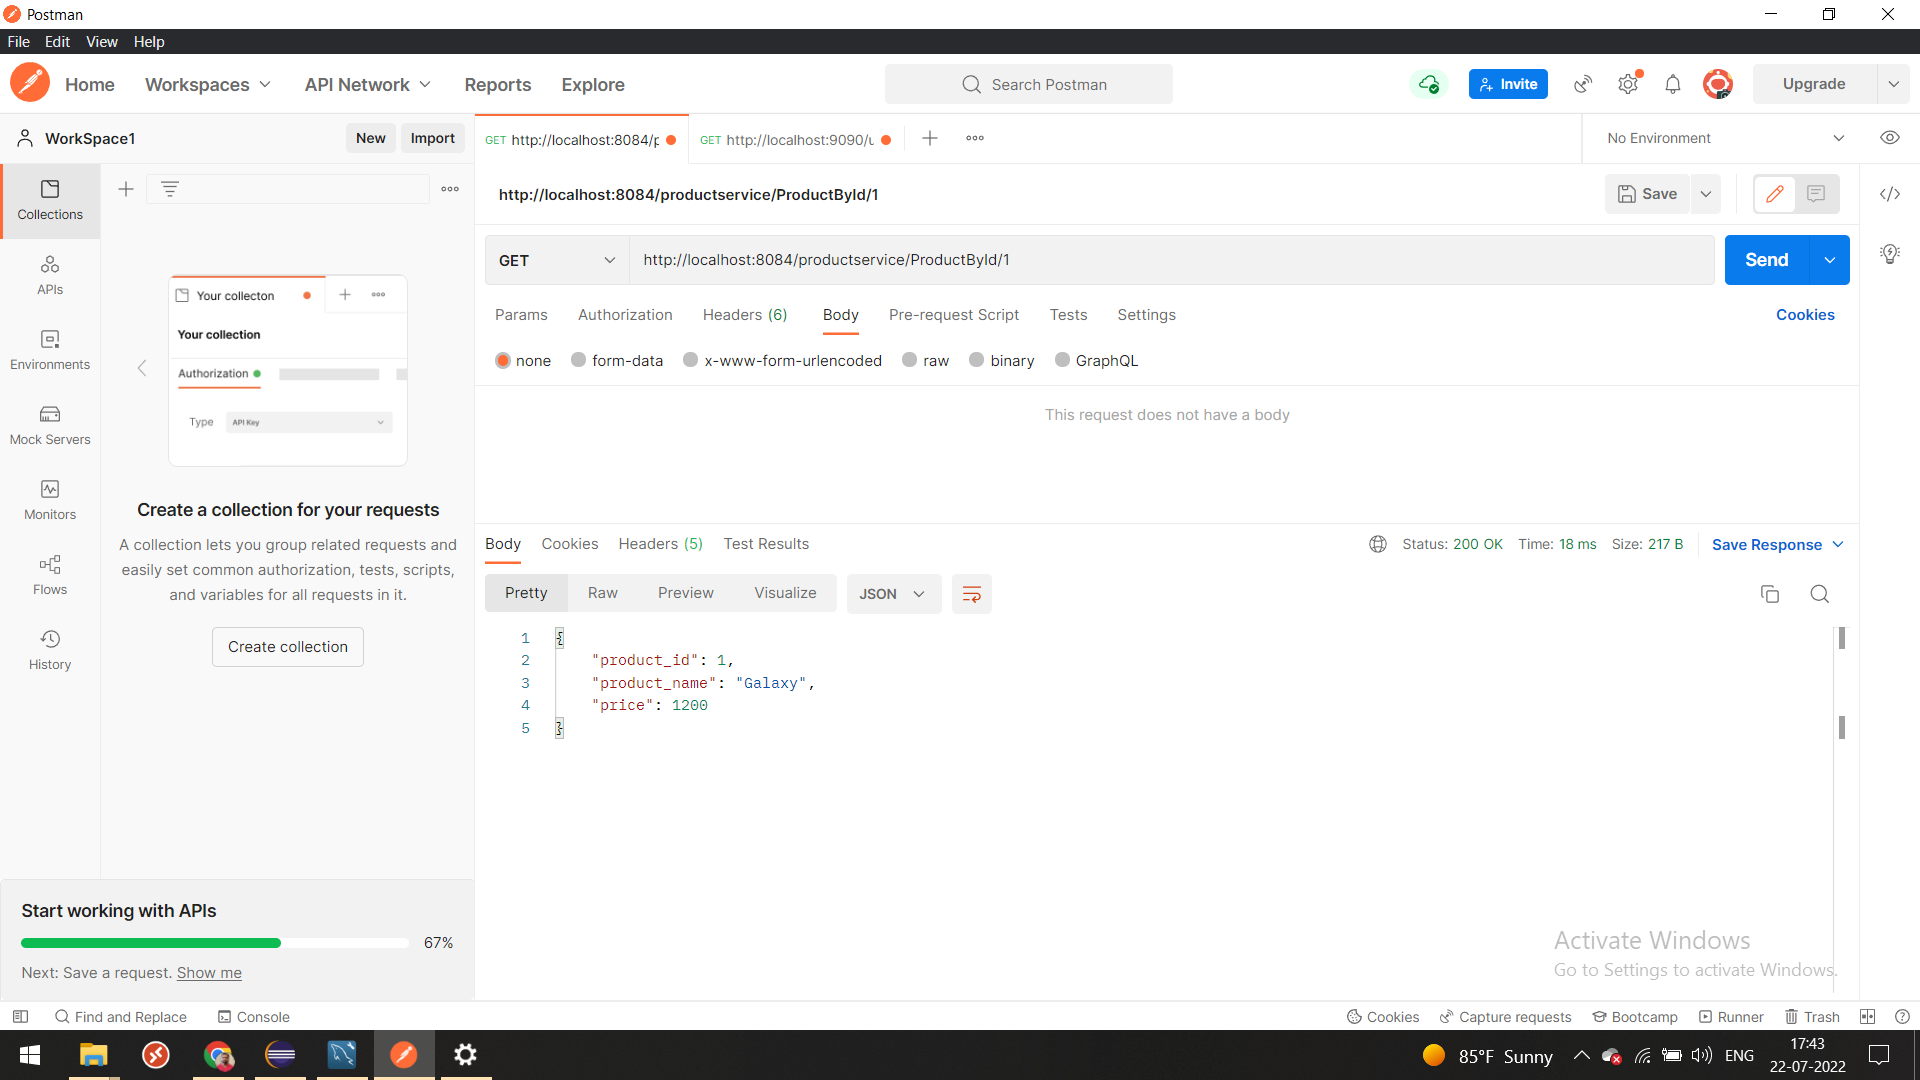 Postman
File Edit View Help
Home Workspaces API Network Reports Explore Search Postman Invite Upgrade
WorkSpace1 New Import
GET http://localhost:8084/p GET http://localhost:9090/u No Environment
http://localhost:8084/productservice/ProductById/1 Save
GET http://localhost:8084/productservice/ProductById/1 Send
Params Authorization Headers (6) Body Pre-request Script Tests Settings Cookies
none form-data x-www-form-urlencoded raw binary GraphQL
This request does not have a body
Collections
APIs
Environments
Mock Servers
Monitors
Flows
History
Your collecton
Your collection
Authorization
Type API Key
Create a collection for your requests
A collection lets you group related requests and
easily set common authorization, tests, scripts,
and variables for all requests in it.
Create collection
Body Cookies Headers (5) Test Results Status: 200 OK Time: 18 ms Size: 217 B Save Response
Pretty Raw Preview Visualize JSON
1 {
2 "product_id": 1,
3 "product_name": "Galaxy",
4 "price": 1200
5 }
Start working with APIs
67%
Next: Save a request. Show me
Activate Windows
Go to Settings to activate Windows.
Find and Replace Console Cookies Capture requests Bootcamp Runner Trash
85°F Sunny ENG 17:43
22-07-2022